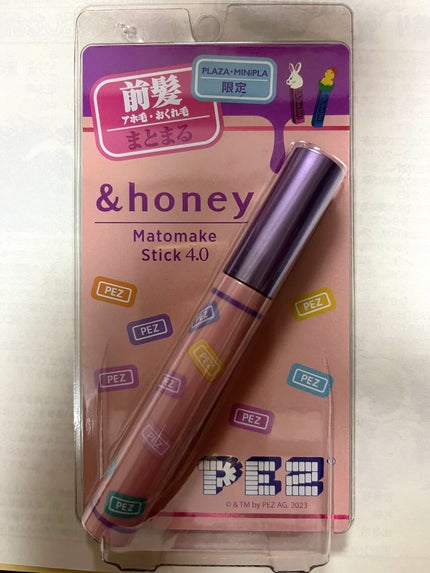 前髪
アホ毛・おくれ毛
まとまる
PLAZA・MiNiPLA
限定
&honey
Matomake
Stick 4.0
PEZ
PEZ
PEZ
PEZ
PEZ
PEZ
PEZ
PEZ
PEZ
PEZ
PEZ
PEZ
© & TM by PEZ AG, 2023